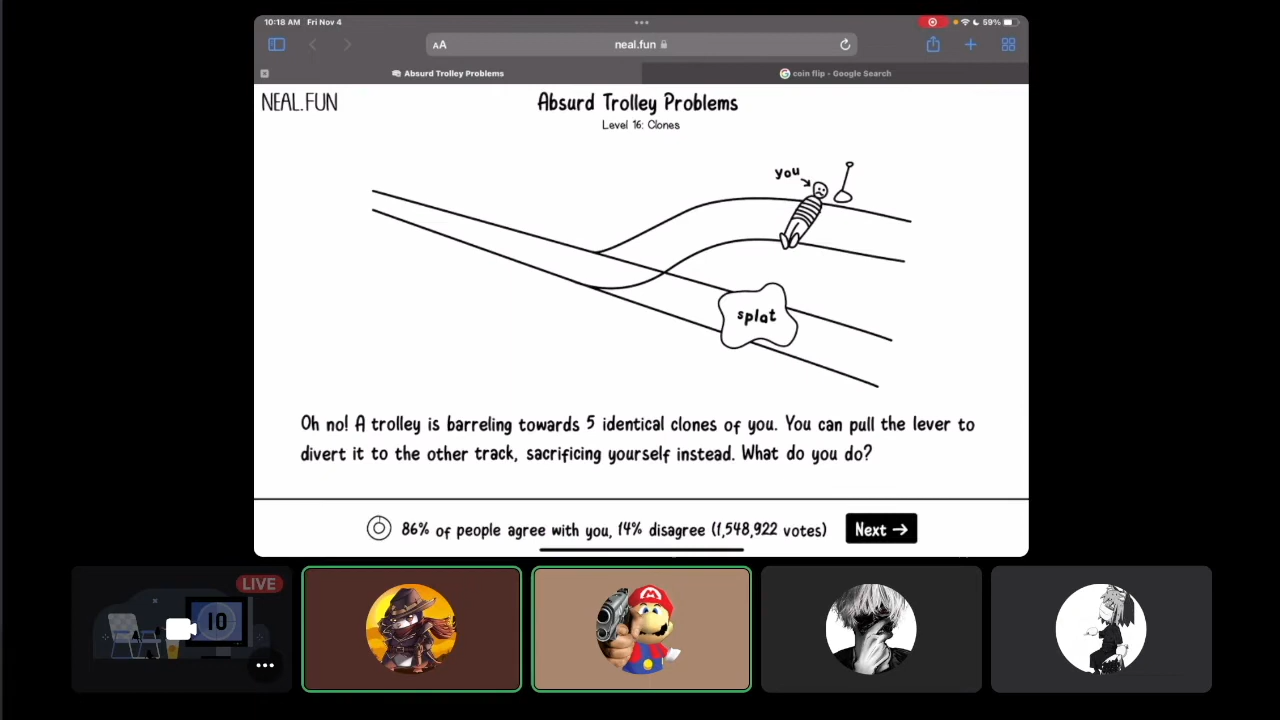 10:18 AM Fri Nov 4
59%
AA
neal.fun
Absurd Trolley Problems
coin flip - Google Search
NEAL.FUN
Absurd Trolley Problems
Level 16: Clones
you
splat
Oh no! A trolley is barreling towards 5 identical clones of you. You can pull the lever to
divert it to the other track, sacrificing yourself instead. What do you do?
86% of people agree with you, 14% disagree (1,548,922 votes)
Next →
LIVE
10